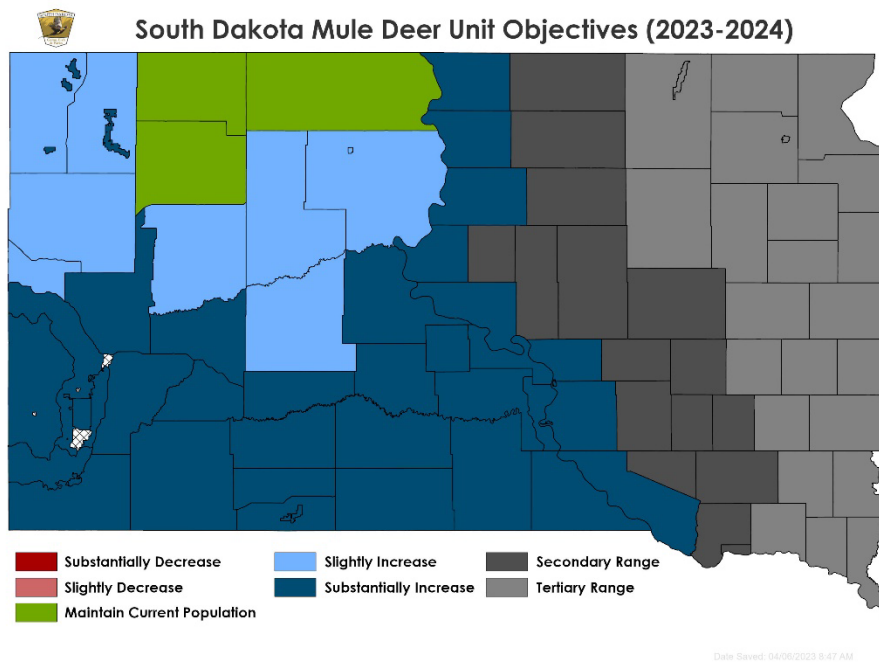 South Dakota Mule Deer Unit Objectives (2023-2024)
Substantially Decrease
Slightly Decrease
Maintain Current Population
Slightly Increase
Substantially Increase
Secondary Range
Tertiary Range
Date Saved: 04/06/2023 8:47 AM